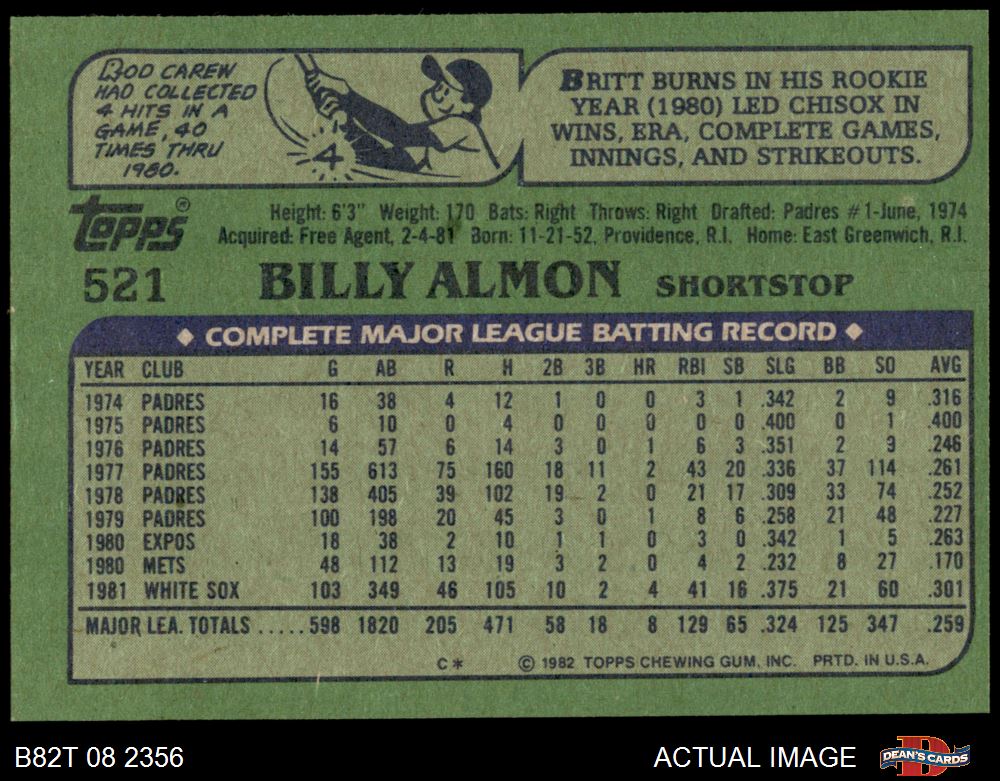 ROD CAREW
HAD COLLECTED
4 HITS IN A
GAME, 40
TIMES THRU
1980.
4
BRITT BURNS IN HIS ROOKIE
YEAR (1980) LED CHISOX IN
WINS, ERA, COMPLETE GAMES,
INNINGS, AND STRIKEOUTS.
topps®
Height: 6'3" Weight: 170 Bats: Right Throws: Right Drafted: Padres #1-June, 1974
Acquired: Free Agent, 2-4-81 Born: 11-21-52, Providence, R.I. Home: East Greenwich, R.I.
521 BILLY ALMON SHORTSTOP
◆ COMPLETE MAJOR LEAGUE BATTING RECORD ◆
YEAR CLUB G AB R H 2B 3B HR RBI SB SLG BB SO AVG
1974 PADRES 16 38 4 12 1 0 0 3 1 .342 2 9 .316
1975 PADRES 6 10 0 4 0 0 0 0 0 .400 0 1 .400
1976 PADRES 14 57 6 14 3 0 1 6 3 .351 2 9 .246
1977 PADRES 155 613 75 160 18 11 2 43 20 .336 37 114 .261
1978 PADRES 138 405 39 102 19 2 0 21 17 .309 33 74 .252
1979 PADRES 100 198 20 45 3 0 1 8 6 .258 21 48 .227
1980 EXPOS 18 38 2 10 1 1 0 3 0 .342 1 5 .263
1980 METS 48 112 13 19 3 2 0 4 2 .232 8 27 .170
1981 WHITE SOX 103 349 46 105 10 2 4 41 16 .375 21 60 .301
MAJOR LEA. TOTALS .....598 1820 205 471 58 18 8 129 65 .324 125 347 .259
C* © 1982 TOPPS CHEWING GUM, INC. PRTD. IN U.S.A.
B82T 08 2356 ACTUAL IMAGE DEAN'S CARDS